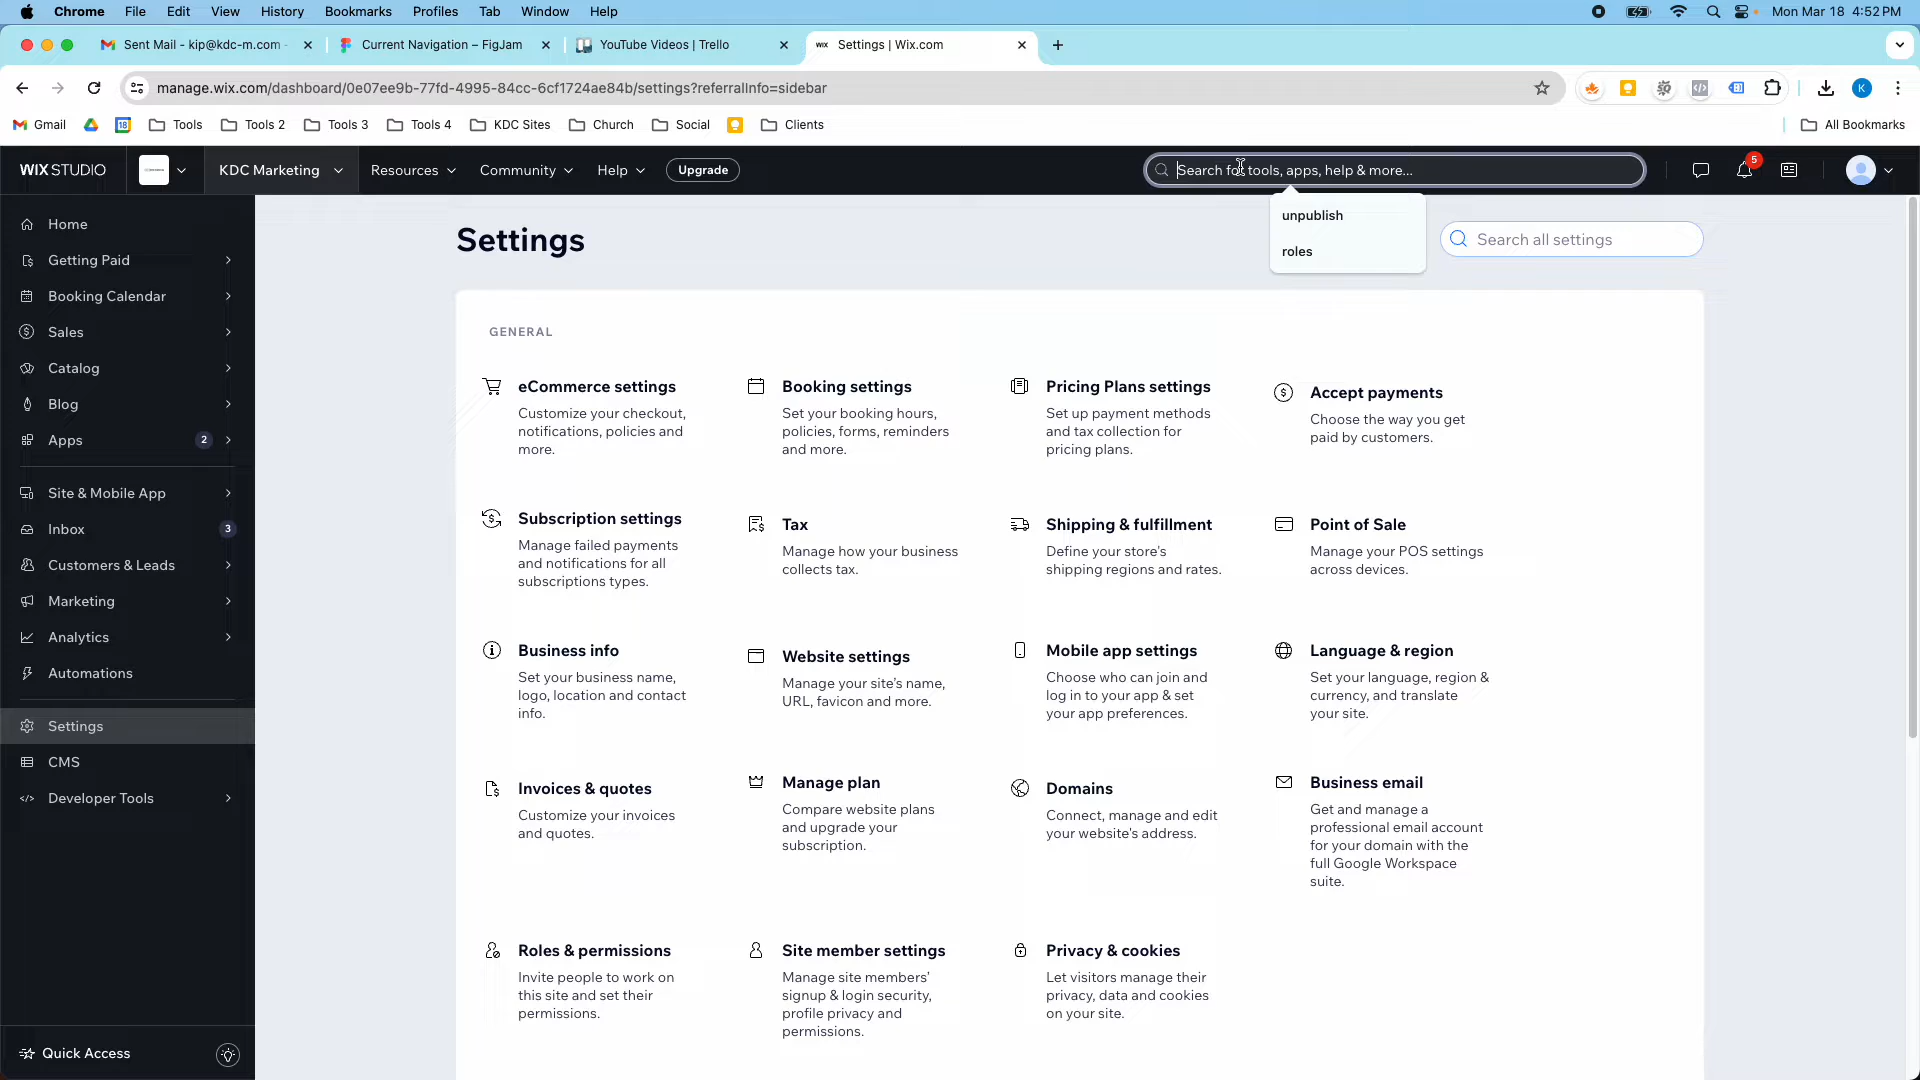 Chrome File Edit View History Bookmarks Profiles Tab Window Help Mon Mar 18 4:52 PM
Sent Mail - kip@kdc-m.com - Current Navigation – FigJam YouTube Videos | Trello Settings | Wix.com
manage.wix.com/dashboard/0e07ee9b-77fd-4995-84cc-6cf1724ae84b/settings?referralInfo=sidebar
Gmail Tools Tools 2 Tools 3 Tools 4 KDC Sites Church Social Clients All Bookmarks
WIX STUDIO KDC Marketing Resources Community Help Upgrade Search for tools, apps, help & more... 5
unpublish
roles
Home
Getting Paid
Booking Calendar
Sales
Catalog
Blog
Apps 2
Site & Mobile App
Inbox 3
Customers & Leads
Marketing
Analytics
Automations
Settings
CMS
Developer Tools
Quick Access
Settings
Search all settings
GENERAL
eCommerce settings
Customize your checkout,
notifications, policies and
more.
Booking settings
Set your booking hours,
policies, forms, reminders
and more.
Pricing Plans settings
Set up payment methods
and tax collection for
pricing plans.
Accept payments
Choose the way you get
paid by customers.
Subscription settings
Manage failed payments
and notifications for all
subscriptions types.
Tax
Manage how your business
collects tax.
Shipping & fulfillment
Define your store's
shipping regions and rates.
Point of Sale
Manage your POS settings
across devices.
Business info
Set your business name,
logo, location and contact
info.
Website settings
Manage your site's name,
URL, favicon and more.
Mobile app settings
Choose who can join and
log in to your app & set
your app preferences.
Language & region
Set your language, region &
currency, and translate
your site.
Invoices & quotes
Customize your invoices
and quotes.
Manage plan
Compare website plans
and upgrade your
subscription.
Domains
Connect, manage and edit
your website's address.
Business email
Get and manage a
professional email account
for your domain with the
full Google Workspace
suite.
Roles & permissions
Invite people to work on
this site and set their
permissions.
Site member settings
Manage site members'
signup & login security,
profile privacy and
permissions.
Privacy & cookies
Let visitors manage their
privacy, data and cookies
on your site.